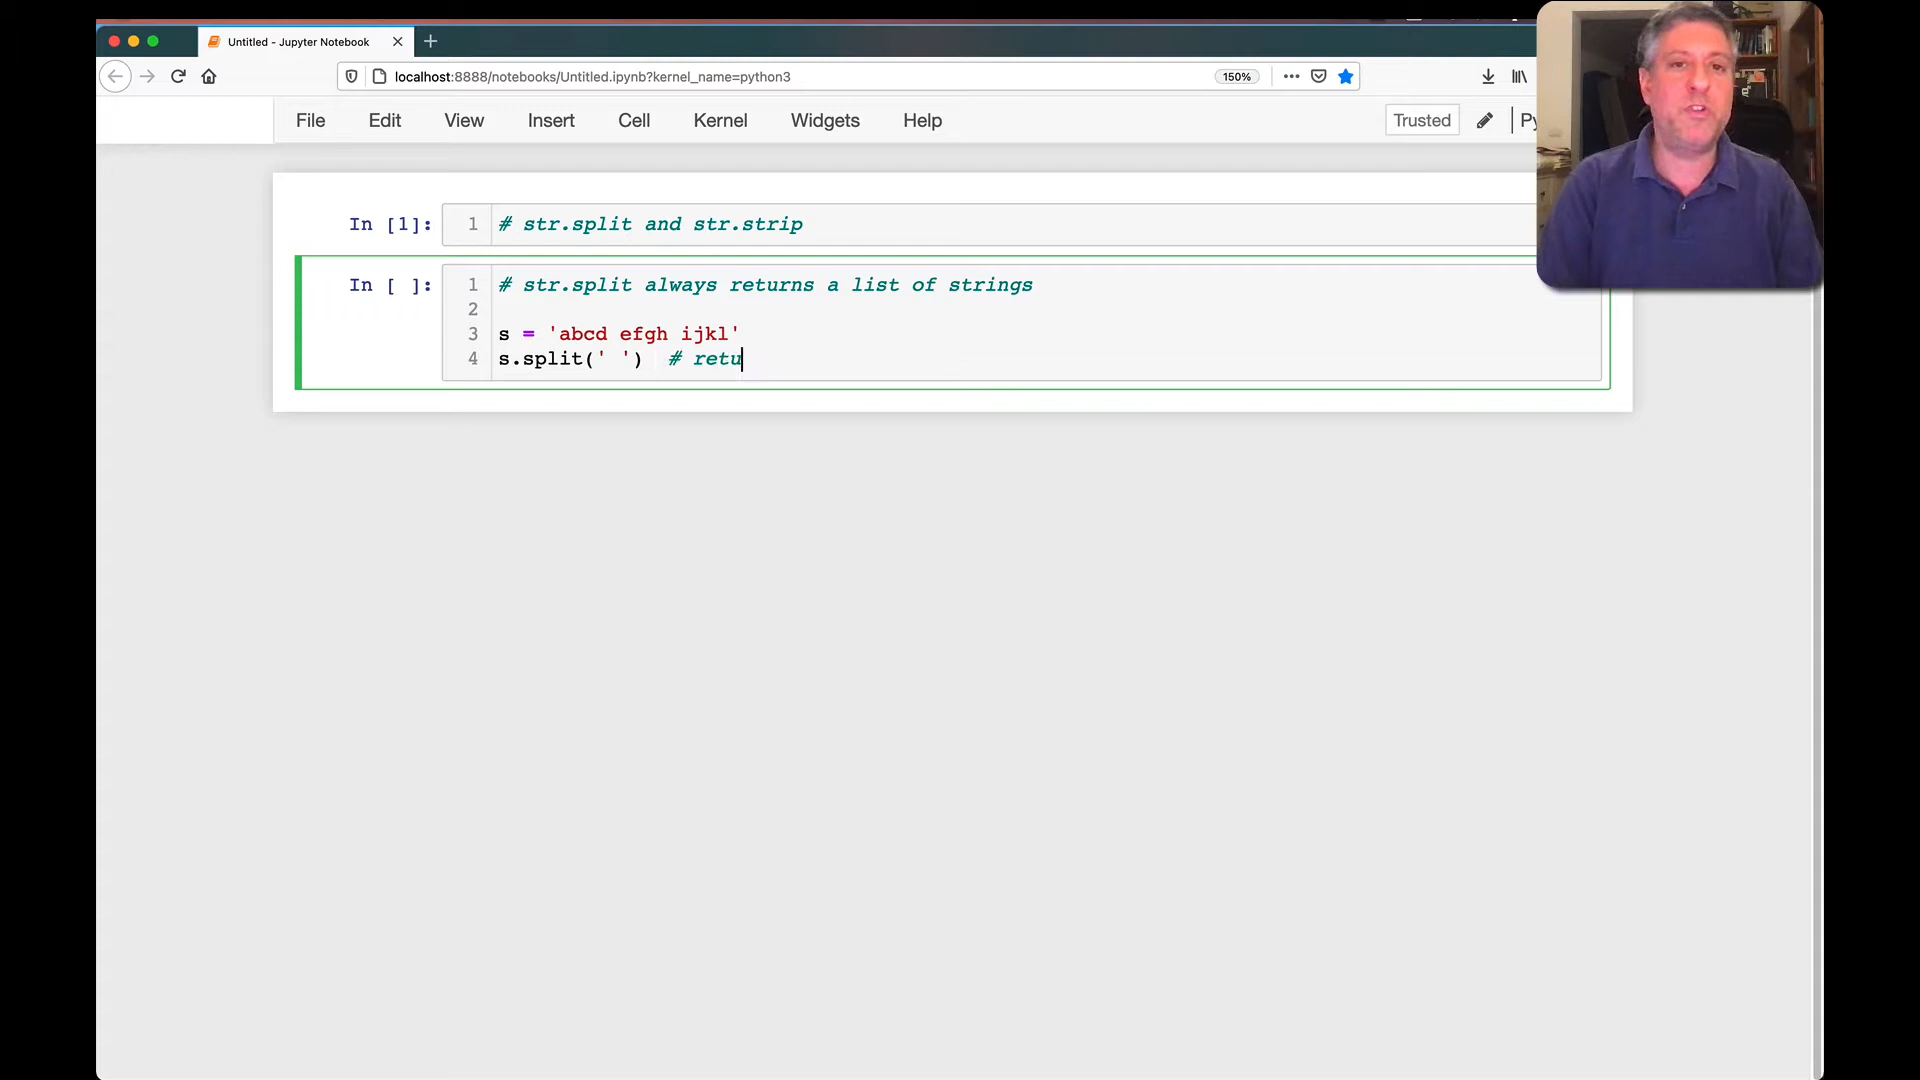 Untitled - Jupyter Notebook
localhost:8888/notebooks/Untitled.ipynb?kernel_name=python3
150%
File Edit View Insert Cell Kernel Widgets Help
Trusted
Py
In [1]:
1 # str.split and str.strip
In [ ]:
1 # str.split always returns a list of strings
2
3 s = 'abcd efgh ijkl'
4 s.split(' ')  # retu